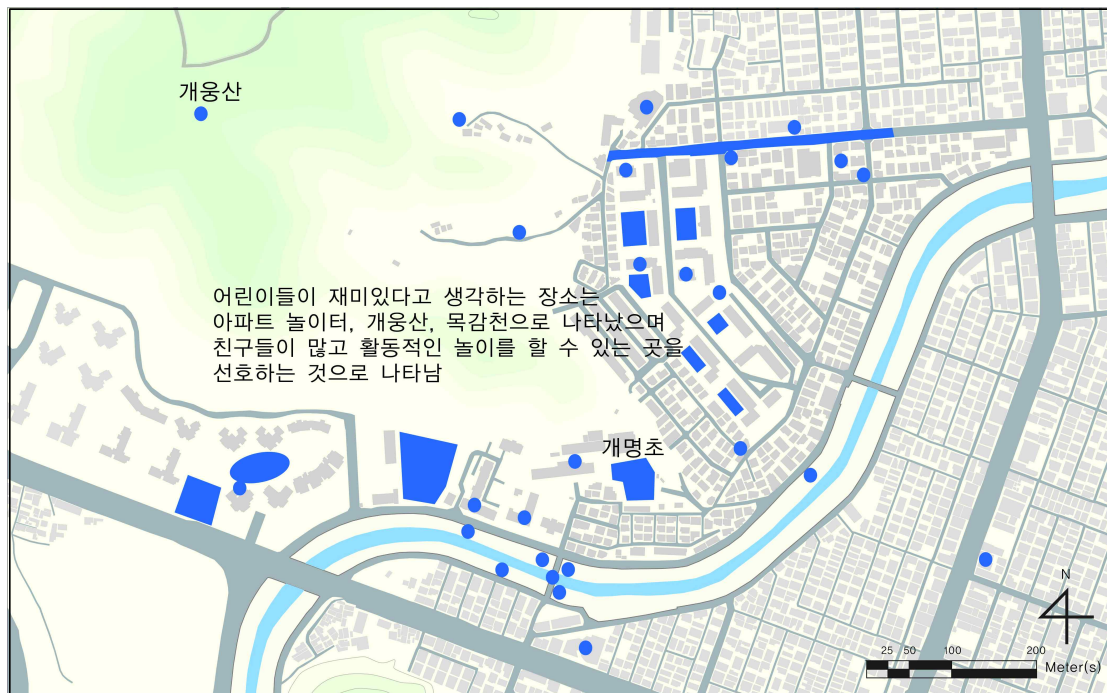 개웅산
어린이들이 재미있다고 생각하는 장소는
아파트 놀이터, 개웅산, 목감천으로 나타났으며
친구들이 많고 활동적인 놀이를 할 수 있는 곳을
선호하는 것으로 나타남
개명초
N
25 50 100 200
Meter(s)